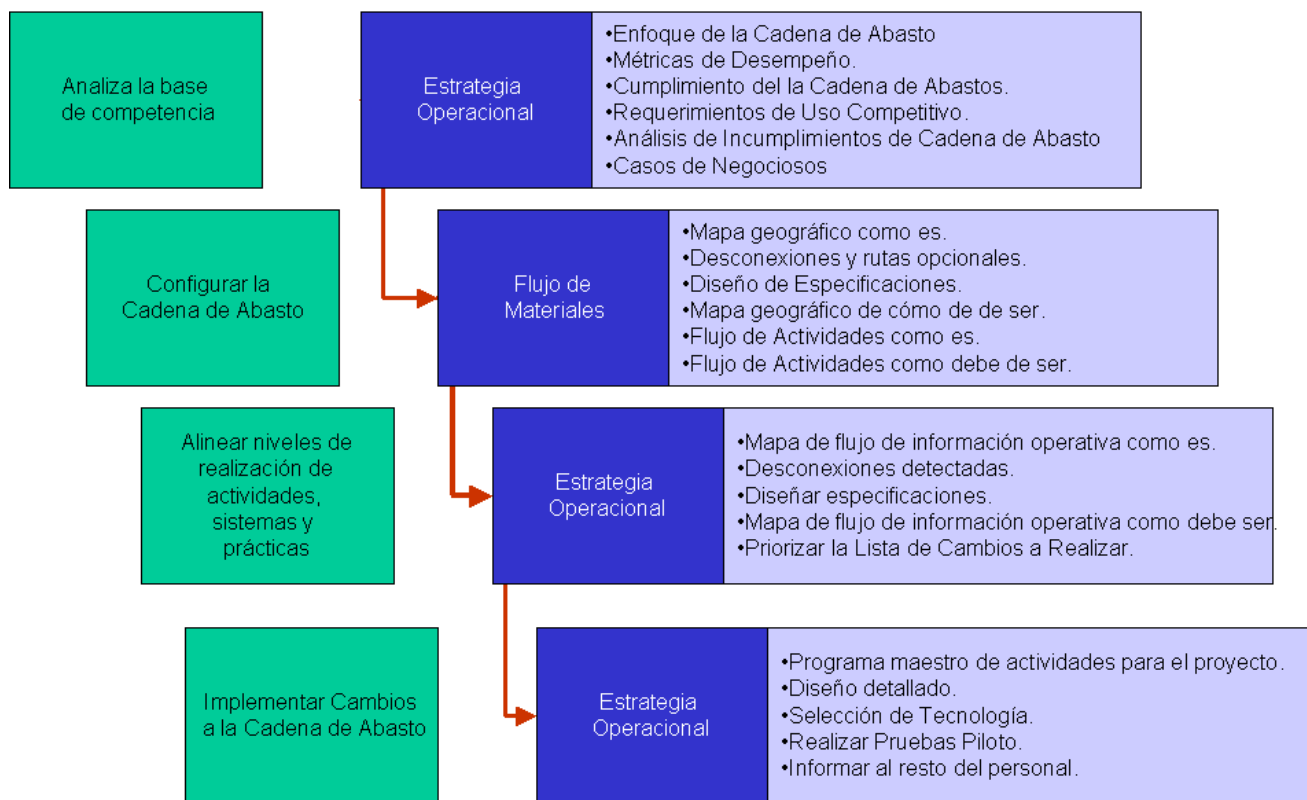 Analiza la base
de competencia
Estrategia
Operacional
•Enfoque de la Cadena de Abasto
•Métricas de Desempeño.
•Cumplimiento del la Cadena de Abastos.
•Requerimientos de Uso Competitivo.
•Análisis de Incumplimientos de Cadena de Abasto
•Casos de Negociosos
Configurar la
Cadena de Abasto
Flujo de
Materiales
•Mapa geográfico como es.
•Desconexiones y rutas opcionales.
•Diseño de Especificaciones.
•Mapa geográfico de cómo de de ser.
•Flujo de Actividades como es.
•Flujo de Actividades como debe de ser.
Alinear niveles de
realización de
actividades,
sistemas y
prácticas
Estrategia
Operacional
•Mapa de flujo de información operativa como es.
•Desconexiones detectadas.
•Diseñar especificaciones.
•Mapa de flujo de información operativa como debe ser.
•Priorizar la Lista de Cambios a Realizar.
Implementar Cambios
a la Cadena de Abasto
Estrategia
Operacional
•Programa maestro de actividades para el proyecto.
•Diseño detallado.
•Selección de Tecnología.
•Realizar Pruebas Piloto.
•Informar al resto del personal.